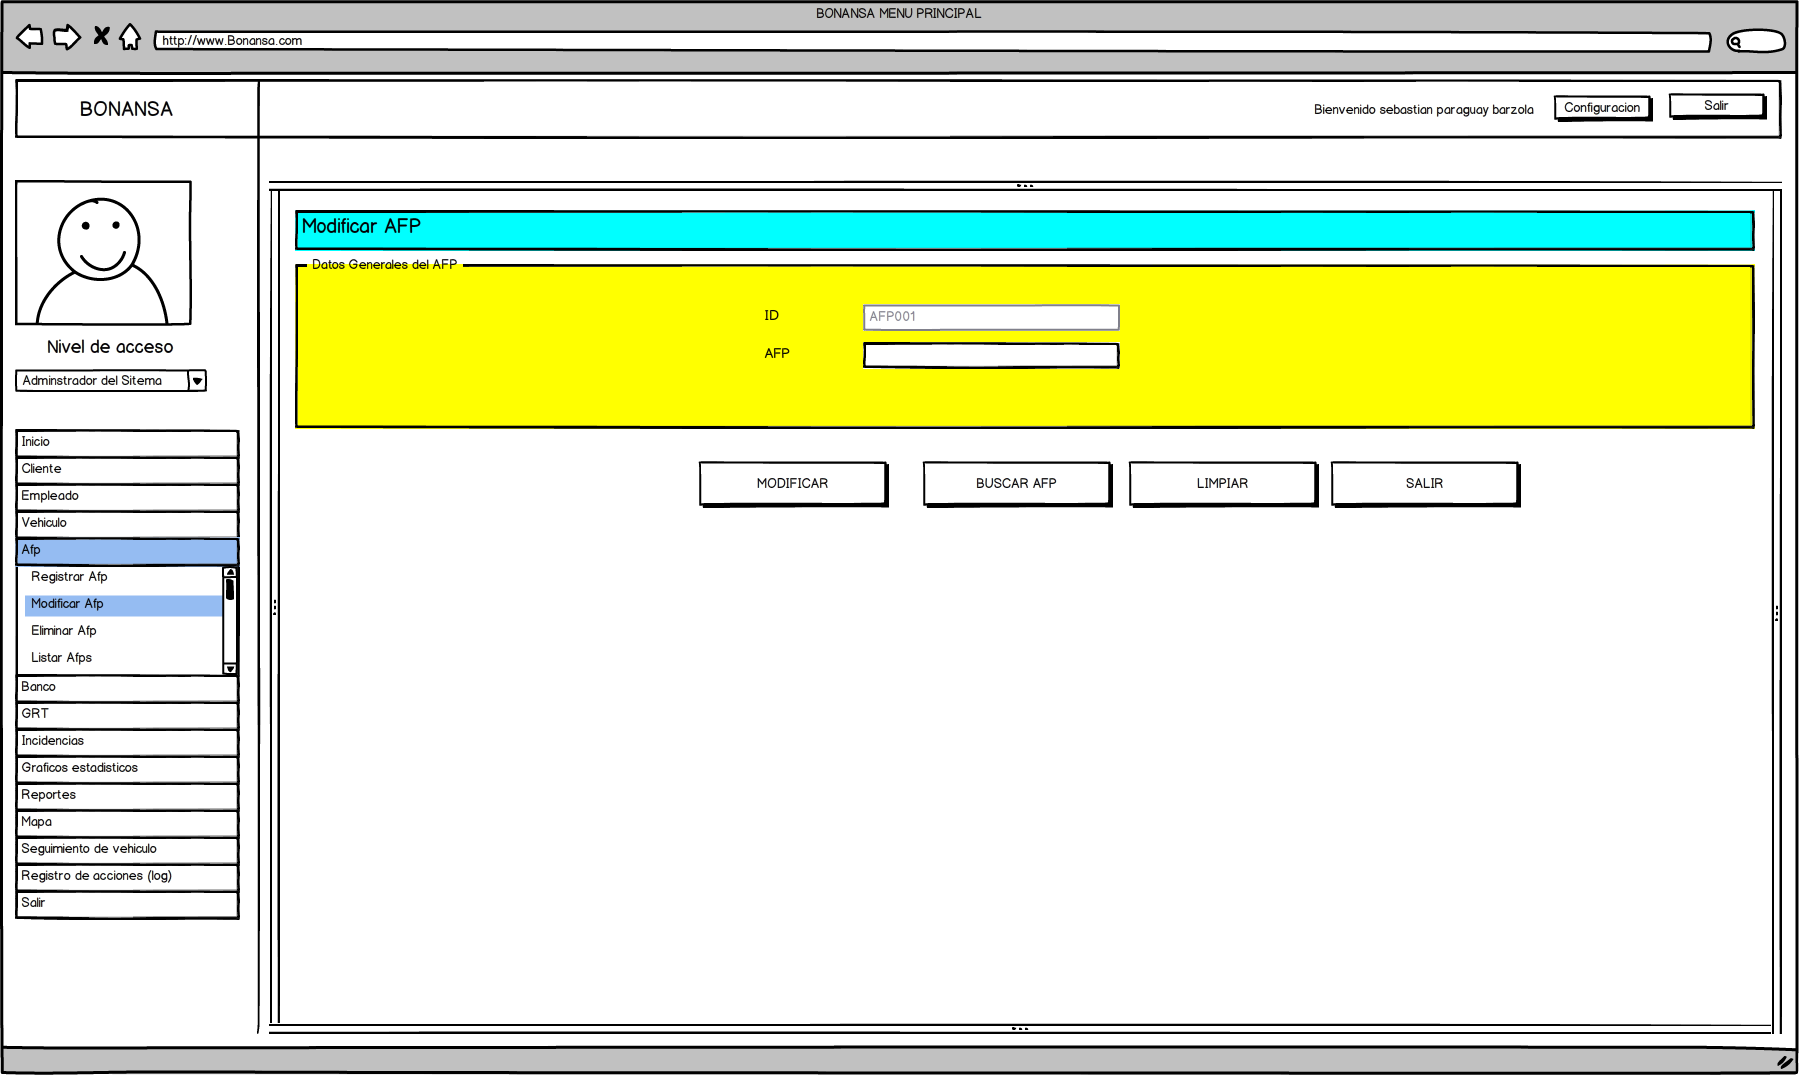 BONANSA MENU PRINCIPAL
http://www.Bonansa.com
BONANSA
Bienvenido sebastian paraguay barzola
Configuracion
Salir
Nivel de acceso
Adminstrador del Sitema
Inicio
Cliente
Empleado
Vehiculo
Afp
Registrar Afp
Modificar Afp
Eliminar Afp
Listar Afps
Banco
GRT
Incidencias
Graficos estadisticos
Reportes
Mapa
Seguimiento de vehiculo
Registro de acciones (log)
Salir
Modificar AFP
Datos Generales del AFP
ID AFP001
AFP
MODIFICAR BUSCAR AFP LIMPIAR SALIR